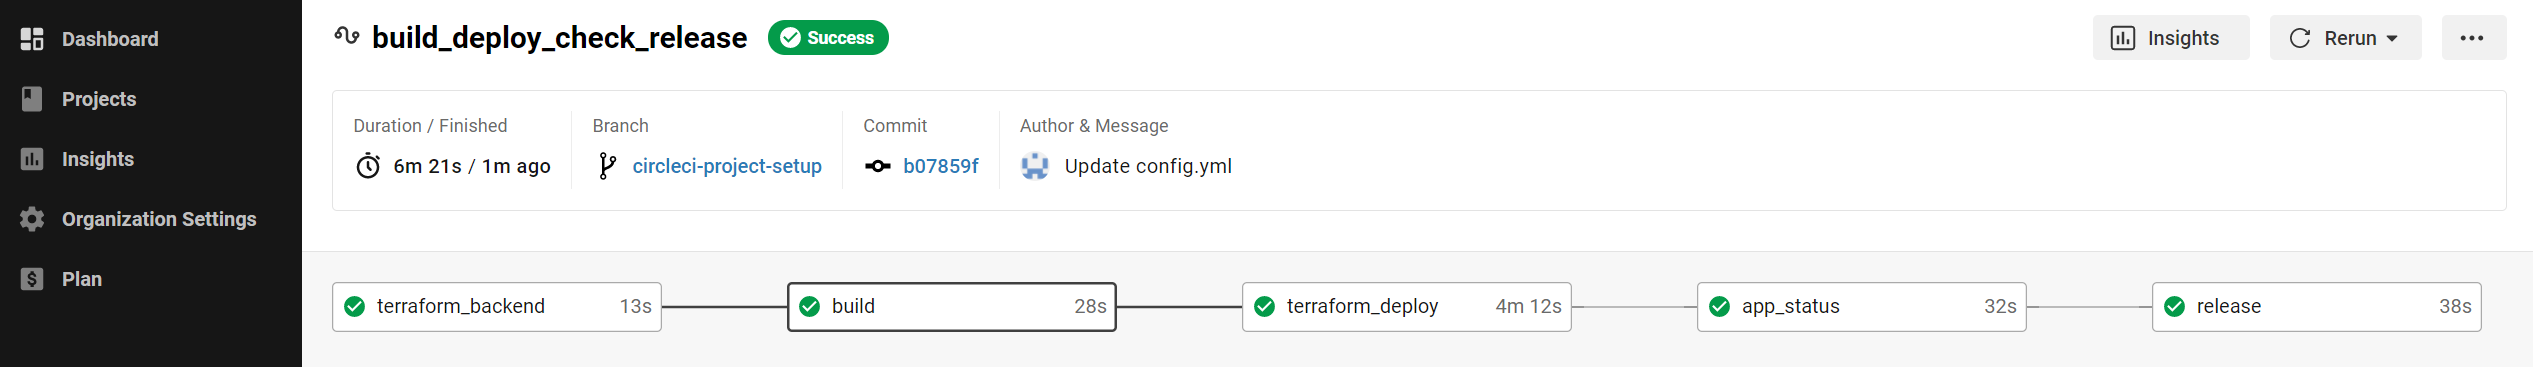 Dashboard
Projects
Insights
Organization Settings
Plan
build_deploy_check_release
Success
Insights
Rerun
Duration / Finished
6m 21s / 1m ago
Branch
circleci-project-setup
Commit
b07859f
Author & Message
Update config.yml
terraform_backend 13s
build 28s
terraform_deploy 4m 12s
app_status 32s
release 38s